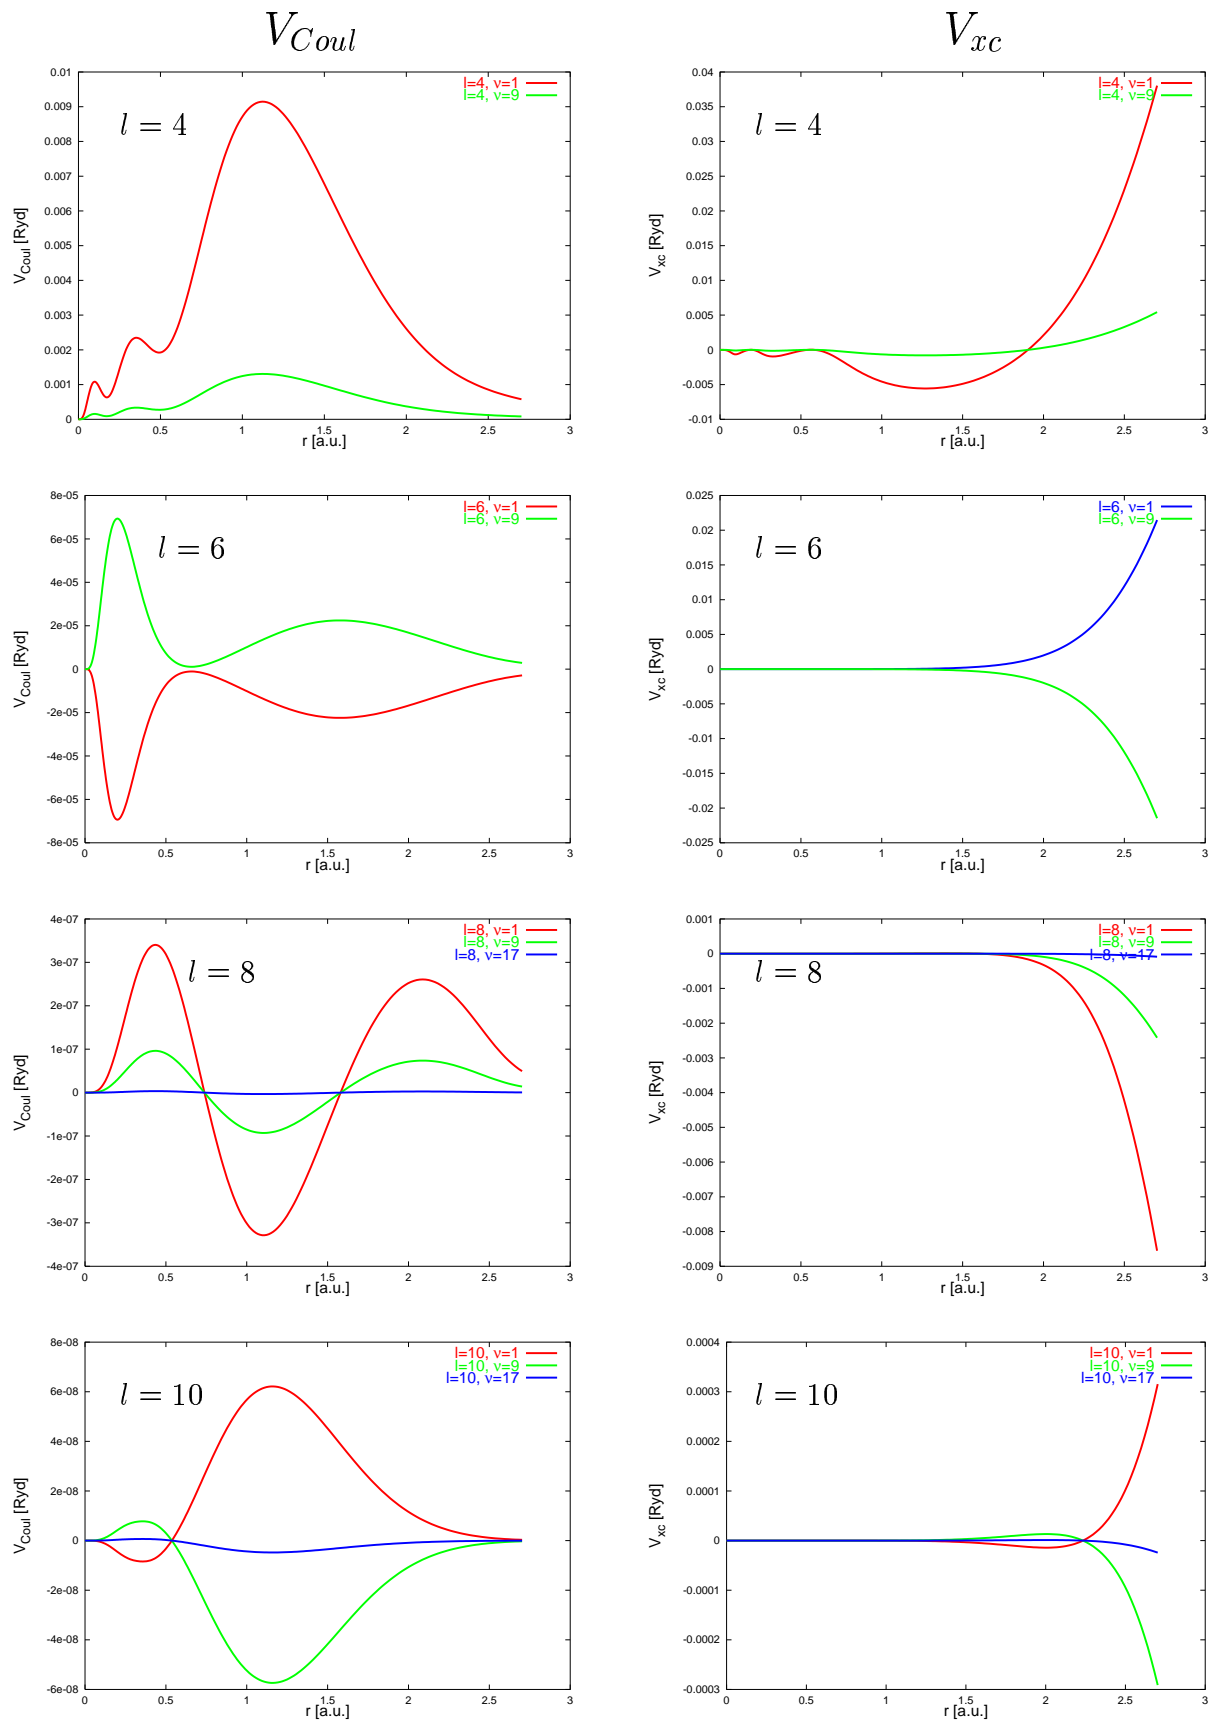 V_Coul
V_xc
0.01
0.009
0.008
0.007
0.006
0.005
0.004
0.003
0.002
0.001
0
0 0.5 1 1.5 2 2.5 3
V_Coul [Ryd]
r [a.u.]
l = 4
l=4, ν=1
l=4, ν=9
0.04
0.035
0.03
0.025
0.02
0.015
0.01
0.005
0
-0.005
-0.01
0 0.5 1 1.5 2 2.5 3
V_xc [Ryd]
r [a.u.]
l = 4
l=4, ν=1
l=4, ν=9
8e-05
6e-05
4e-05
2e-05
0
-2e-05
-4e-05
-6e-05
-8e-05
0 0.5 1 1.5 2 2.5 3
V_Coul [Ryd]
r [a.u.]
l = 6
l=6, ν=1
l=6, ν=9
0.025
0.02
0.015
0.01
0.005
0
-0.005
-0.01
-0.015
-0.02
-0.025
0 0.5 1 1.5 2 2.5 3
V_xc [Ryd]
r [a.u.]
l = 6
l=6, ν=1
l=6, ν=9
4e-07
3e-07
2e-07
1e-07
0
-1e-07
-2e-07
-3e-07
-4e-07
0 0.5 1 1.5 2 2.5 3
V_Coul [Ryd]
r [a.u.]
l = 8
l=8, ν=1
l=8, ν=9
l=8, ν=17
0.001
0
-0.001
-0.002
-0.003
-0.004
-0.005
-0.006
-0.007
-0.008
-0.009
0 0.5 1 1.5 2 2.5 3
V_xc [Ryd]
r [a.u.]
l = 8
l=8, ν=1
l=8, ν=9
l=8, ν=17
8e-08
6e-08
4e-08
2e-08
0
-2e-08
-4e-08
-6e-08
0 0.5 1 1.5 2 2.5 3
V_Coul [Ryd]
r [a.u.]
l = 10
l=10, ν=1
l=10, ν=9
l=10, ν=17
0.0004
0.0003
0.0002
0.0001
0
-0.0001
-0.0002
-0.0003
0 0.5 1 1.5 2 2.5 3
V_xc [Ryd]
r [a.u.]
l = 10
l=10, ν=1
l=10, ν=9
l=10, ν=17